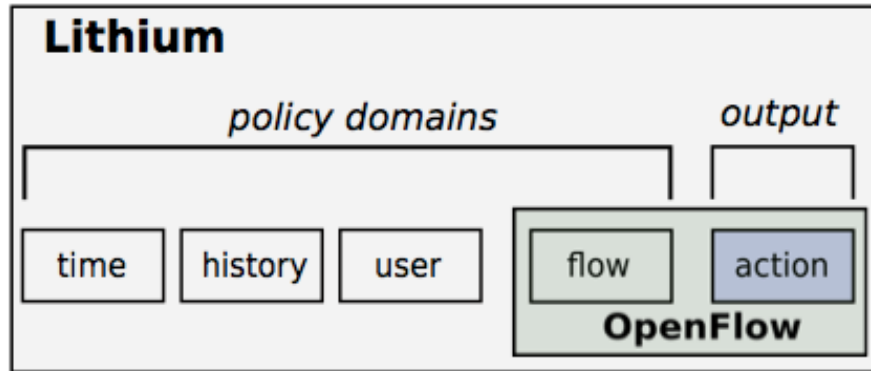 Lithium
policy domains output
time history user flow action
OpenFlow